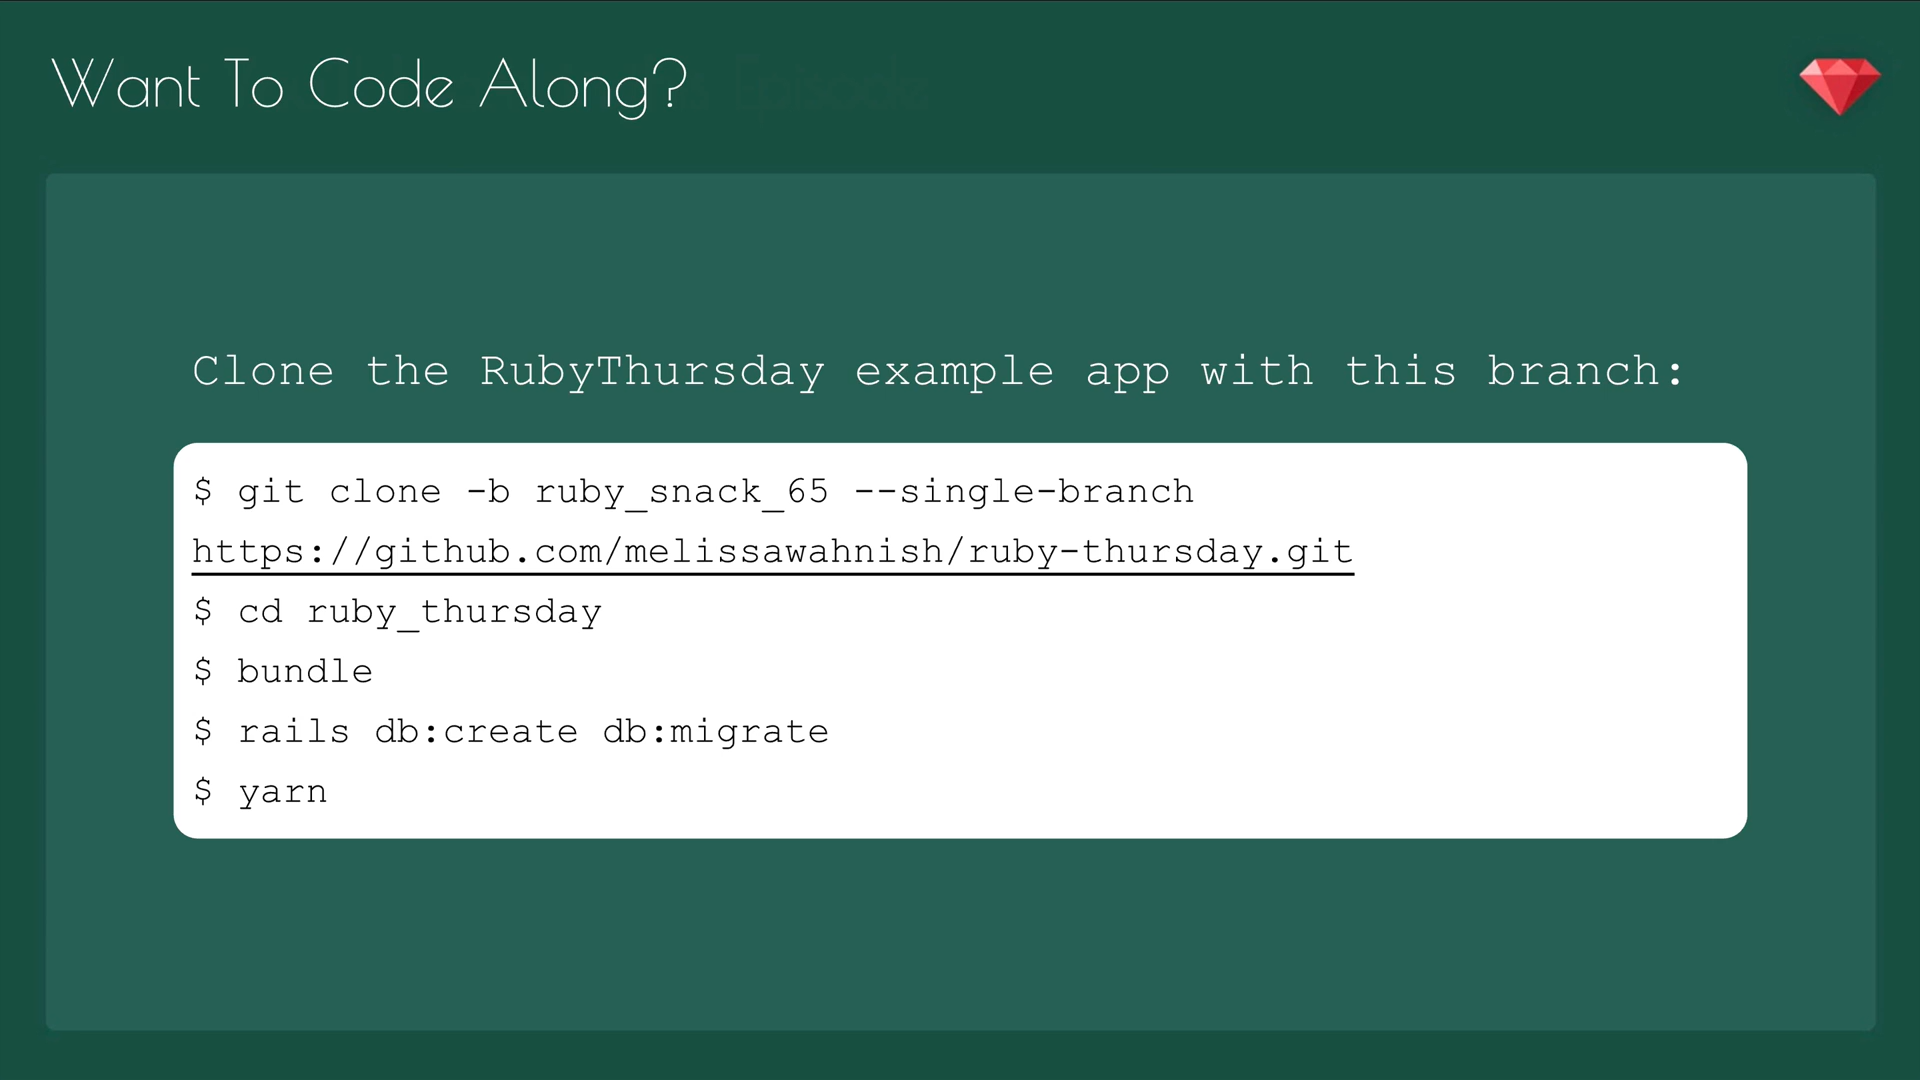 Want To Code Along?
Clone the RubyThursday example app with this branch:
$ git clone -b ruby_snack_65 --single-branch
https://github.com/melissawahnish/ruby-thursday.git
$ cd ruby_thursday
$ bundle
$ rails db:create db:migrate
$ yarn